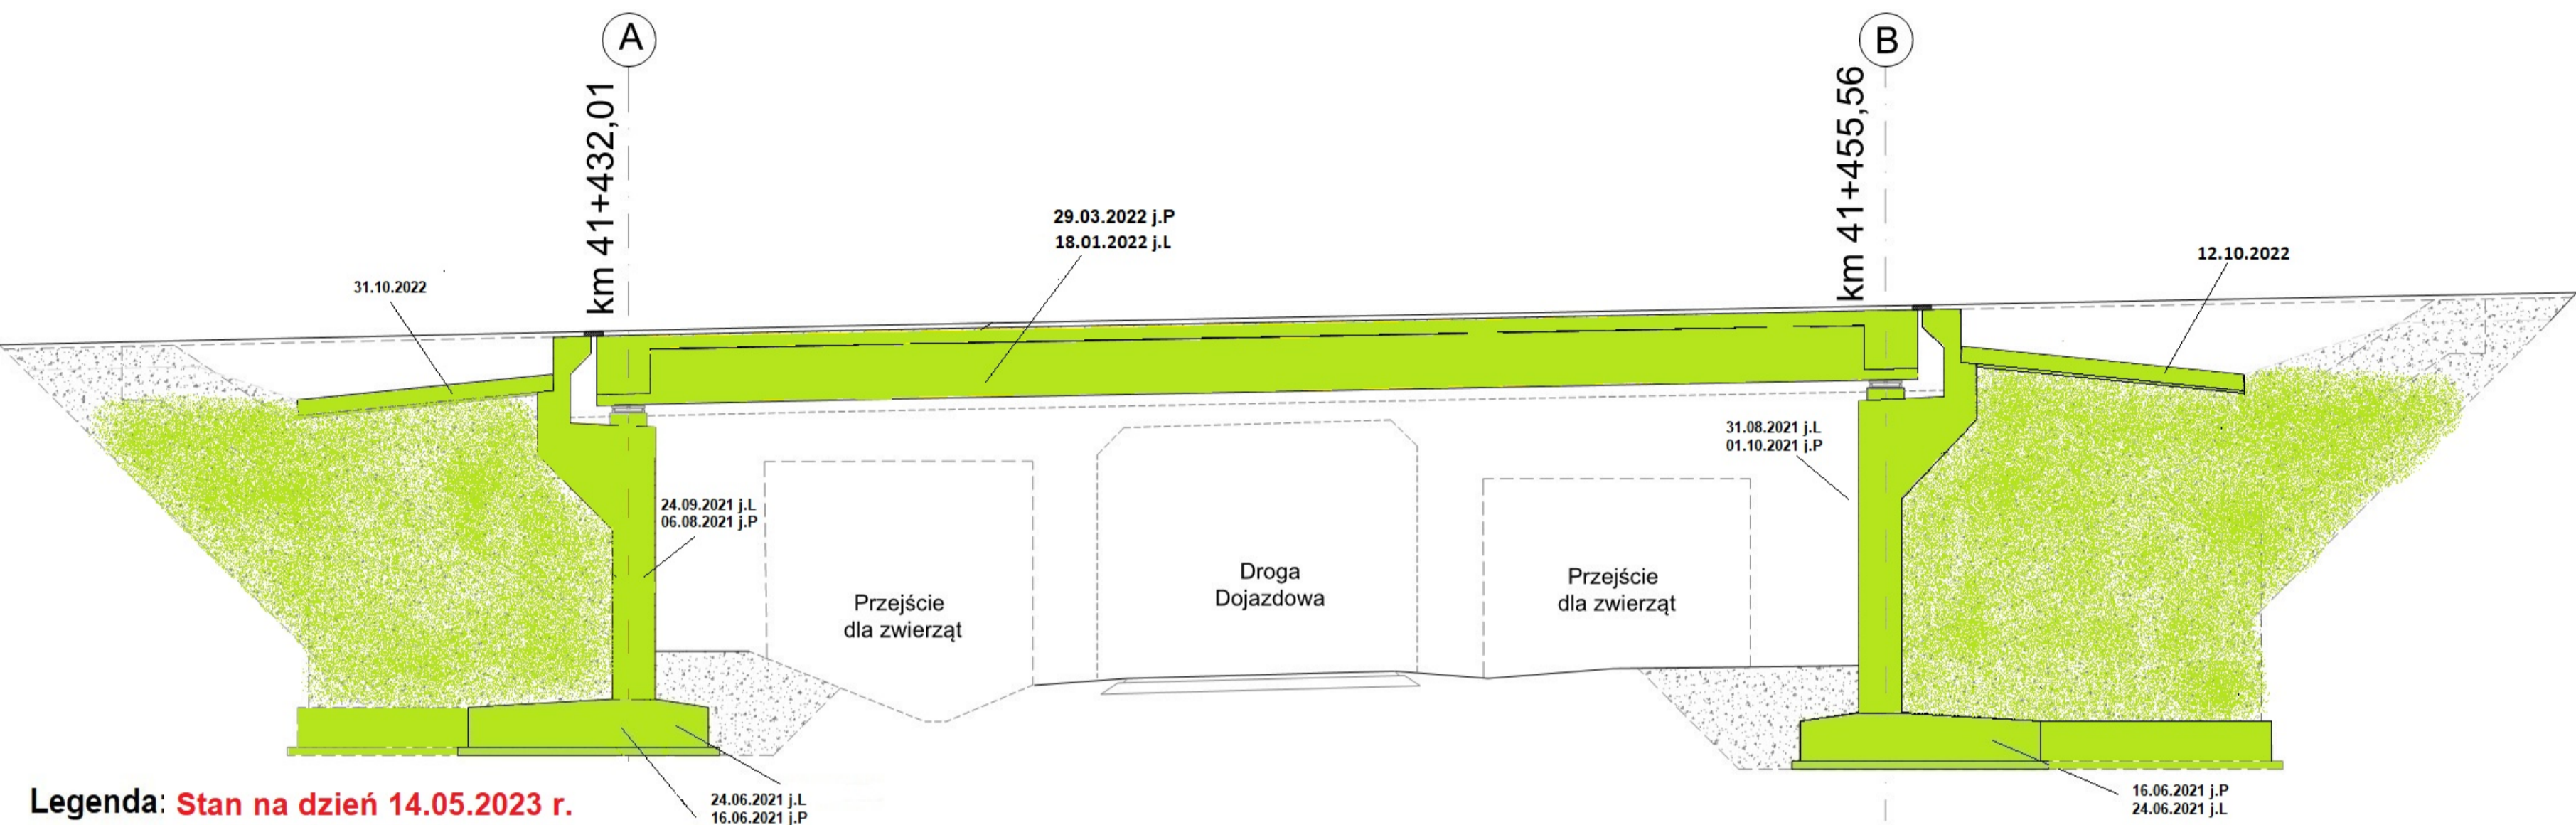 A
B
km 41+432,01
km 41+455,56
29.03.2022 j.P
18.01.2022 j.L
12.10.2022
31.10.2022
31.08.2021 j.L
01.10.2021 j.P
24.09.2021 j.L
06.08.2021 j.P
Przejście
dla zwierząt
Droga
Dojazdowa
Przejście
dla zwierząt
24.06.2021 j.L
16.06.2021 j.P
16.06.2021 j.P
24.06.2021 j.L
Legenda: Stan na dzień 14.05.2023 r.